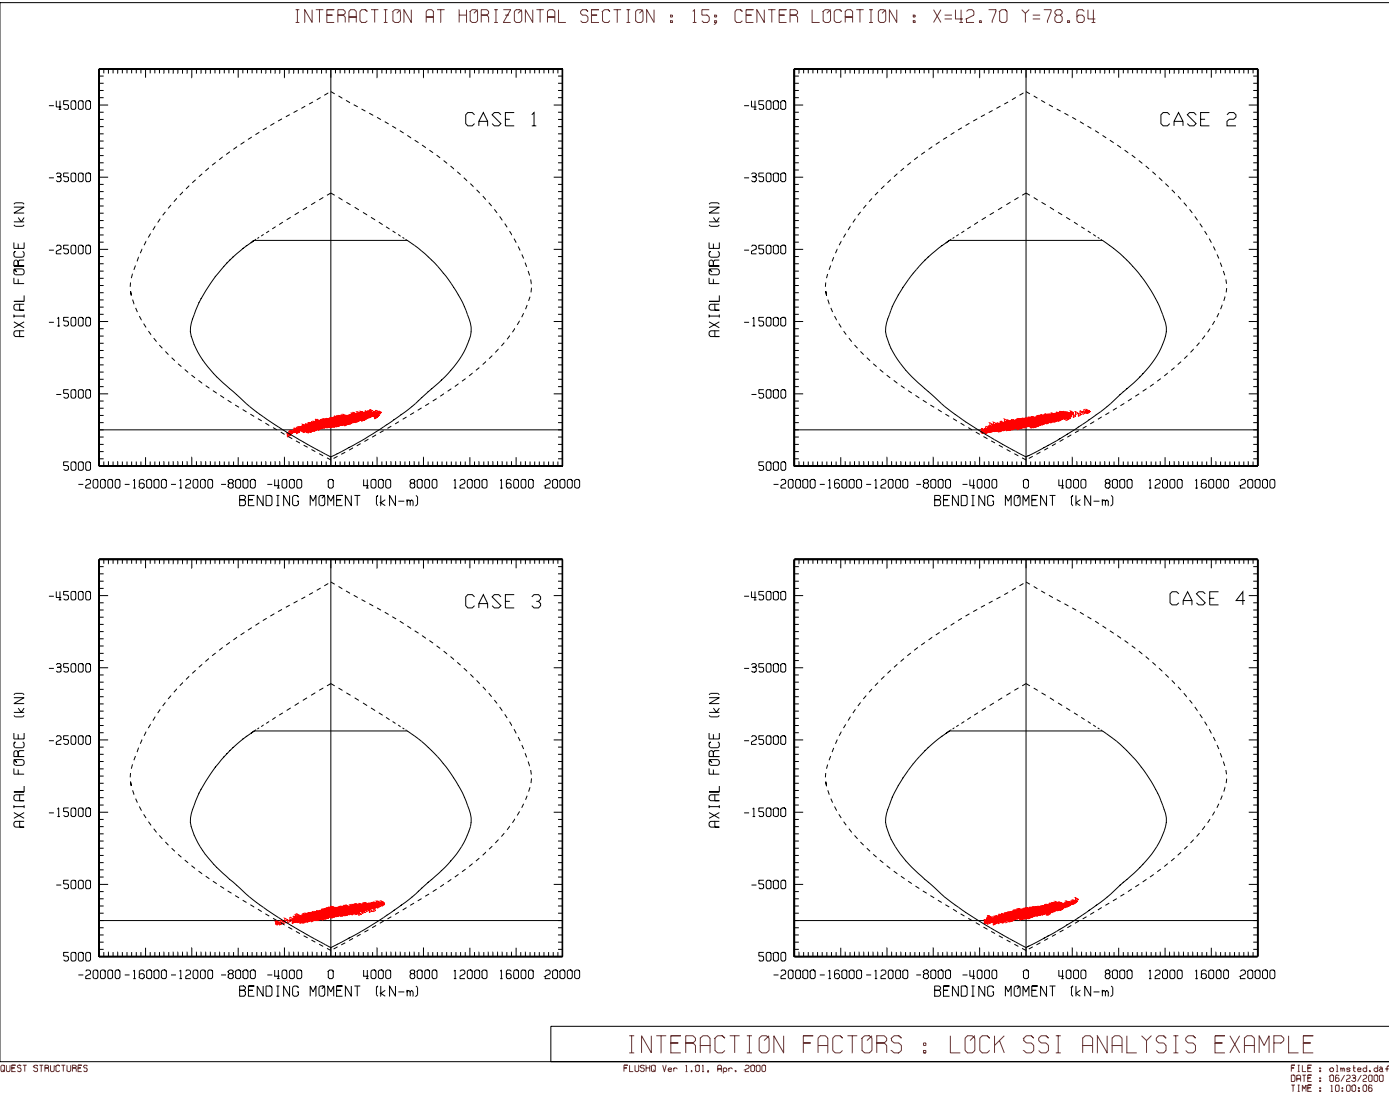 INTERACTION AT HORIZONTAL SECTION : 15; CENTER LOCATION : X=42.70 Y=78.64
CASE 1
AXIAL FORCE (kN)
-45000
-35000
-25000
-15000
-5000
5000
-20000 -16000 -12000 -8000 -4000 0 4000 8000 12000 16000 20000
BENDING MOMENT (kN-m)
CASE 2
AXIAL FORCE (kN)
-45000
-35000
-25000
-15000
-5000
5000
-20000 -16000 -12000 -8000 -4000 0 4000 8000 12000 16000 20000
BENDING MOMENT (kN-m)
CASE 3
AXIAL FORCE (kN)
-45000
-35000
-25000
-15000
-5000
5000
-20000 -16000 -12000 -8000 -4000 0 4000 8000 12000 16000 20000
BENDING MOMENT (kN-m)
CASE 4
AXIAL FORCE (kN)
-45000
-35000
-25000
-15000
-5000
5000
-20000 -16000 -12000 -8000 -4000 0 4000 8000 12000 16000 20000
BENDING MOMENT (kN-m)
INTERACTION FACTORS : LOCK SSI ANALYSIS EXAMPLE
QUEST STRUCTURES
FLUSHQ Ver 1.01, Apr. 2000
FILE : olmsted.daf
DATE : 06/23/2000
TIME : 10:00:06